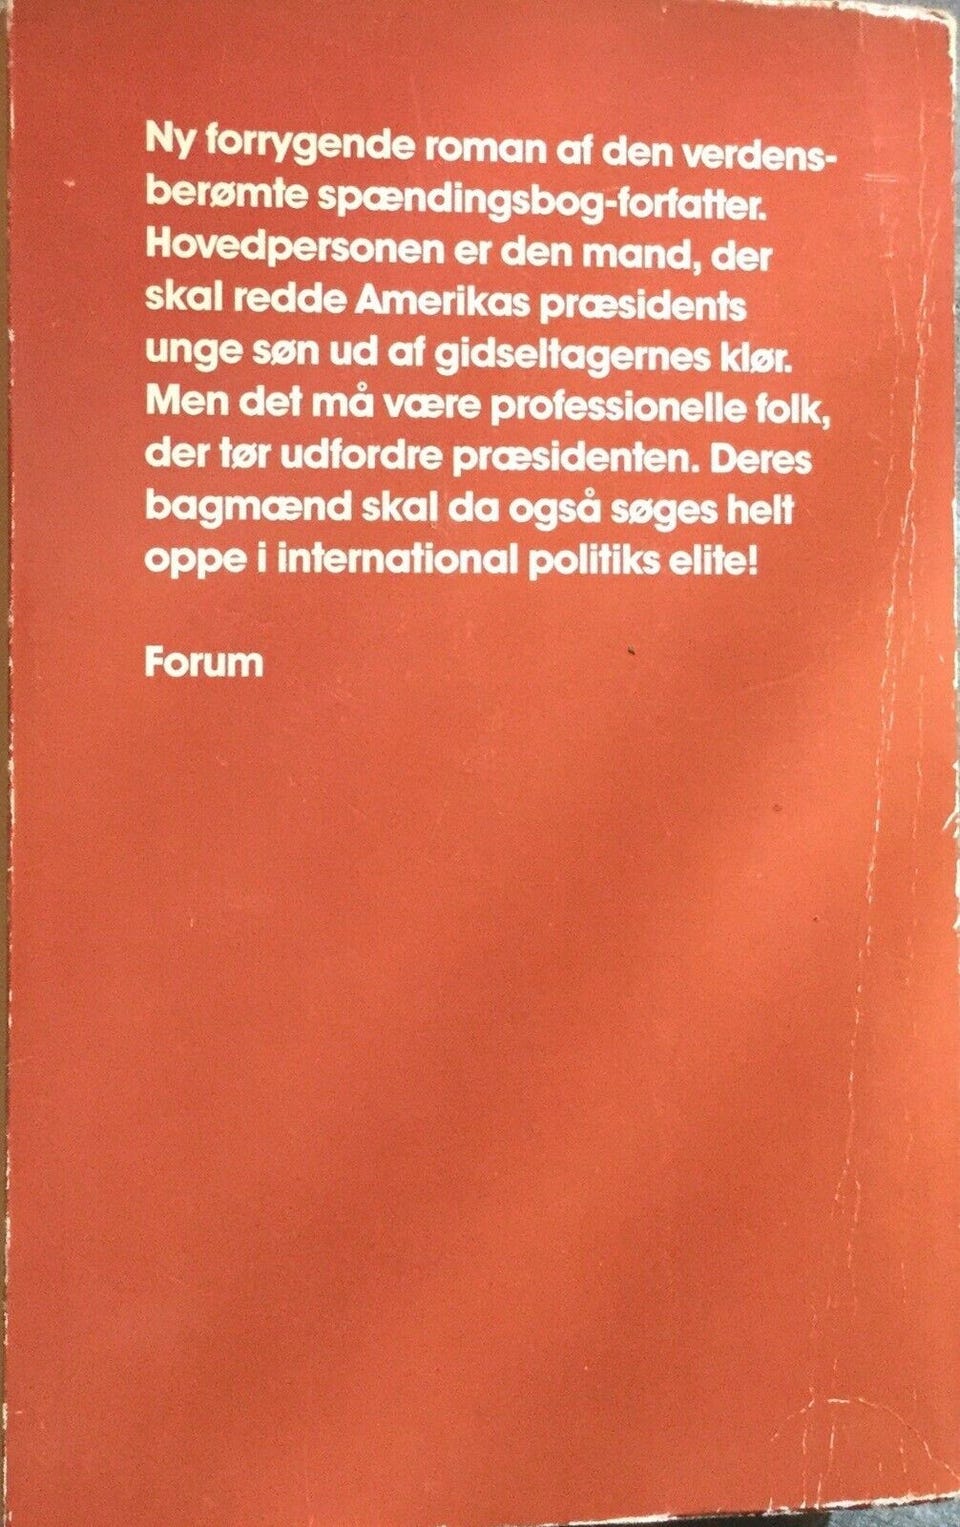 Ny forrygende roman af den verdens-
berømte spændingsbog-forfatter.
Hovedpersonen er den mand, der
skal redde Amerikas præsidents
unge søn ud af gidseltagernes klør.
Men det må være professionelle folk,
der tør udfordre præsidenten. Deres
bagmænd skal da også søges helt
oppe i international politiks elite!
Forum